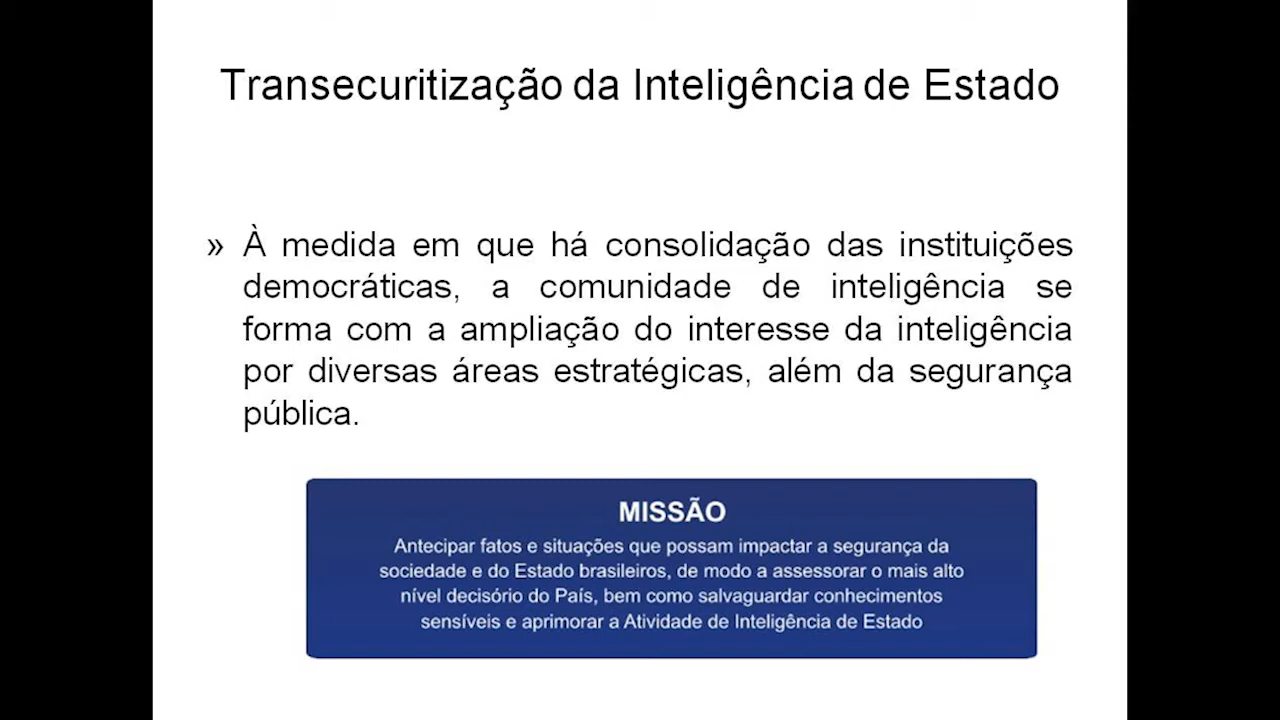 Transecuritização da Inteligência de Estado
» À medida em que há consolidação das instituições
democráticas, a comunidade de inteligência se
forma com a ampliação do interesse da inteligência
por diversas áreas estratégicas, além da segurança
pública.
MISSÃO
Antecipar fatos e situações que possam impactar a segurança da
sociedade e do Estado brasileiros, de modo a assessorar o mais alto
nível decisório do País, bem como salvaguardar conhecimentos
sensíveis e aprimorar a Atividade de Inteligência de Estado